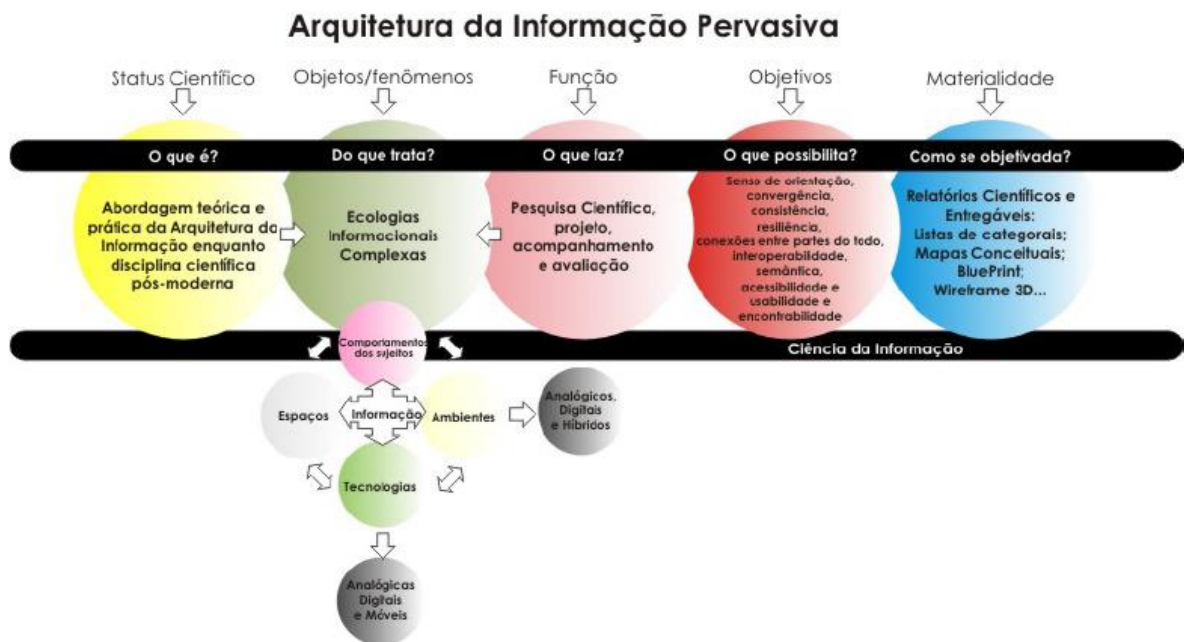 Arquitetura da Informação Pervasiva
Status Científico
Objetos/fenômenos
Função
Objetivos
Materialidade
O que é?
Do que trata?
O que faz?
O que possibilita?
Como se objetivada?
Abordagem teórica e
prática da Arquitetura da
Informação enquanto
disciplina científica
pós-moderna
Ecologias
Informacionais
Complexas
Pesquisa Científica,
projeto,
acompanhamento
e avaliação
Senso de orientação,
convergência,
consistência,
resiliência,
conexões entre partes do todo,
interoperabilidade,
semântica,
acessibilidade e
usabilidade e
encontrabilidade
Relatórios Científicos e
Entregáveis:
Listas de categorais;
Mapas Conceituais;
BluePrint;
Wireframe 3D...
Ciência da Informação
Comportamentos
dos sujeitos
Espaços
Informação
Ambientes
Analógicos,
Digitais
e Híbridos
Tecnologias
Analógicas
Digitais
e Móveis